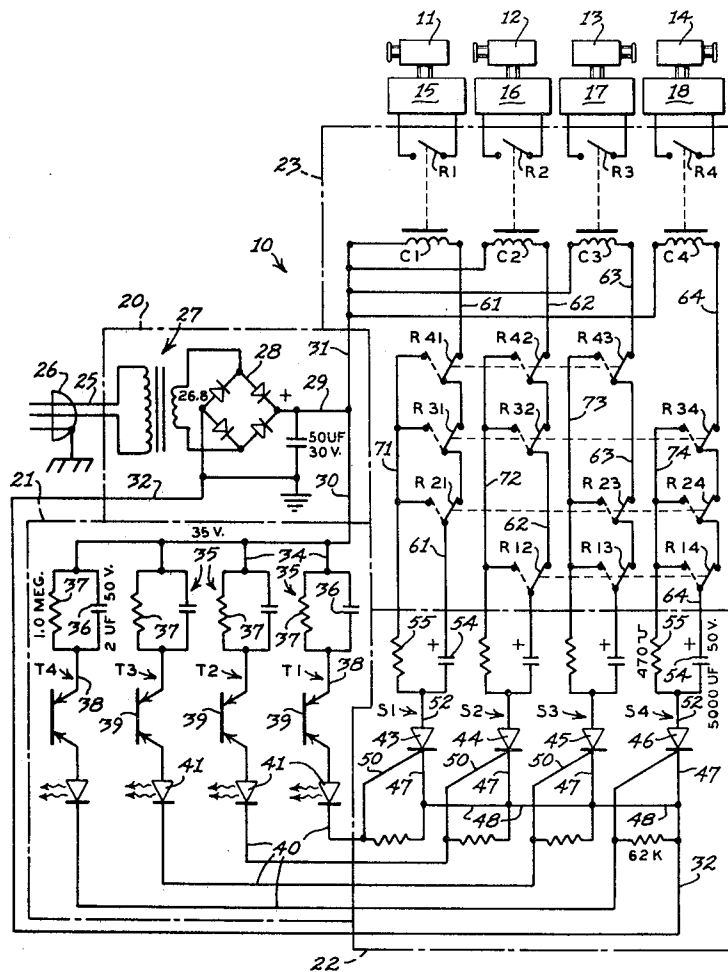 11 12 13 14
15 16 17 18
23
R1 R2 R3 R4
10
C1 C2 C3 63 C4
61 62 64
20 27
31
R41 R42 R43
26 25 26.8 28
+ 29
73
50UF
30 V.
R31 R32 R34
71 63 74
32
72
21
30
R21 R23 R24
35 V.
34
61 62
R12 R13 R14
35 35 36
64
1.0 MEG.
37 37 37 37
36
2 UF 50 V.
55 + 54 + + 470 ℧ 55 + 54
5000UF 50V.
T4 38 T3 T2 T1 38
S1 52 S2 S3 S4 52
39 39 39
43 44 45 46
50 47 50 47 50 47 47
41 41
48 48
40 40
62 K
32
22